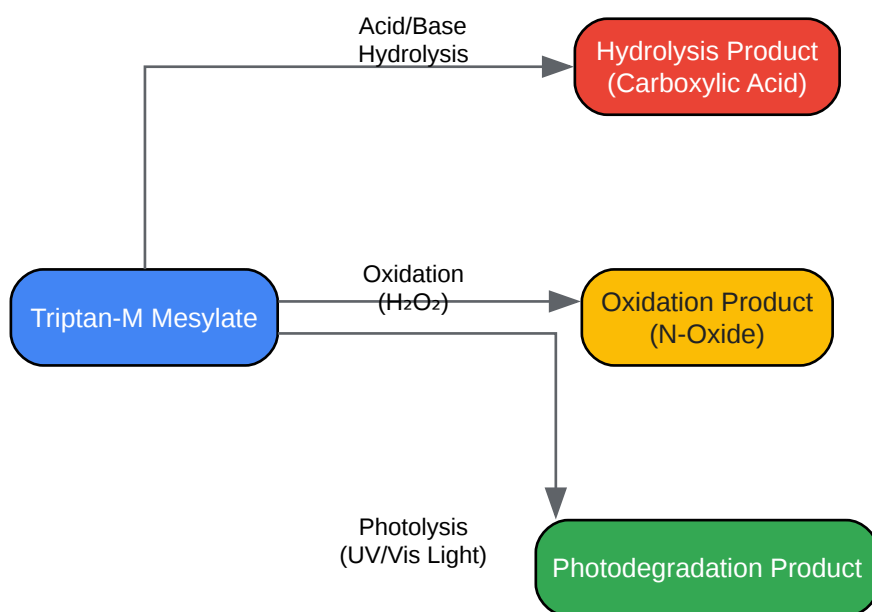 Acid/Base
Hydrolysis
Hydrolysis Product
(Carboxylic Acid)
Triptan-M Mesylate
Oxidation
(H₂O₂)
Oxidation Product
(N-Oxide)
Photolysis
(UV/Vis Light)
Photodegradation Product